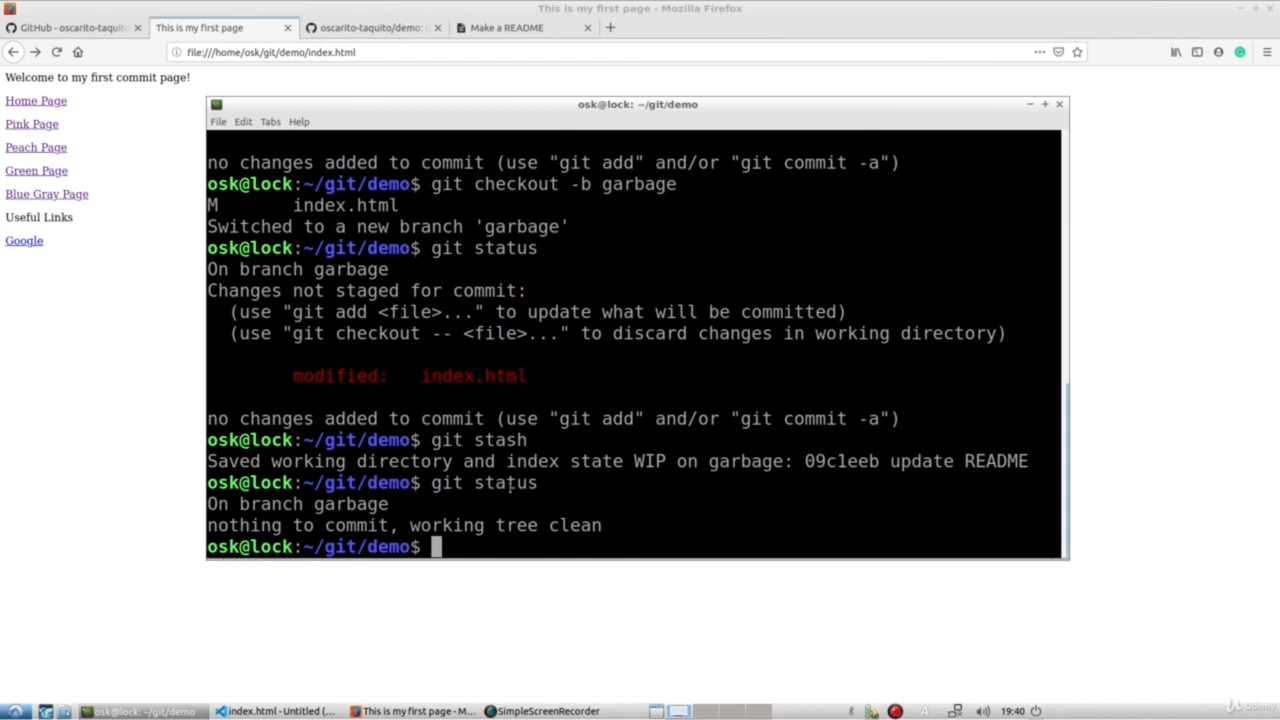 This is my first page - Mozilla Firefox
GitHub - oscarito-taquito
This is my first page
oscarito-taquito/demo:
Make a README
file:///home/osk/git/demo/index.html
Welcome to my first commit page!
Home Page
Pink Page
Peach Page
Green Page
Blue Gray Page
Useful Links
Google
osk@lock: ~/git/demo
File Edit Tabs Help
no changes added to commit (use "git add" and/or "git commit -a")
osk@lock:~/git/demo$ git checkout -b garbage
M index.html
Switched to a new branch 'garbage'
osk@lock:~/git/demo$ git status
On branch garbage
Changes not staged for commit:
(use "git add <file>..." to update what will be committed)
(use "git checkout -- <file>..." to discard changes in working directory)
modified: index.html
no changes added to commit (use "git add" and/or "git commit -a")
osk@lock:~/git/demo$ git stash
Saved working directory and index state WIP on garbage: 09c1eeb update README
osk@lock:~/git/demo$ git status
On branch garbage
nothing to commit, working tree clean
osk@lock:~/git/demo$
osk@lock: ~/git/demo
index.html - Untitled (...
This is my first page - M...
SimpleScreenRecorder
A
19:40
Udemy